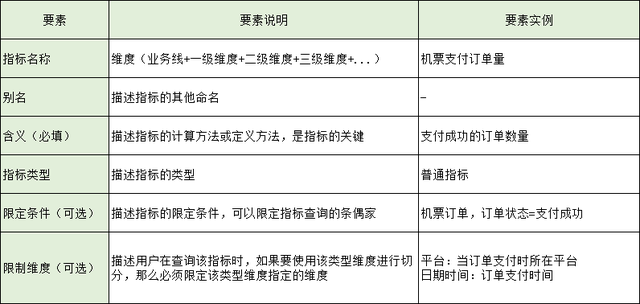 要素 要素说明 要素实例
指标名称 维度（业务线+一级维度+二级维度+三级维度+...） 机票支付订单量
别名 描述指标的其他命名 -
含义（必填） 描述指标的计算方法或定义方法，是指标的关键 支付成功的订单数量
指标类型 描述指标的类型 普通指标
限定条件（可选） 描述指标的限定条件，可以限定指标查询的条偶家 机票订单，订单状态=支付成功
限制维度（可选） 描述用户在查询该指标时，如果要使用该类型维度进行切
分，那么必须限定该类型维度指定的维度 平台：当订单支付时所在平台
日期时间：订单支付时间